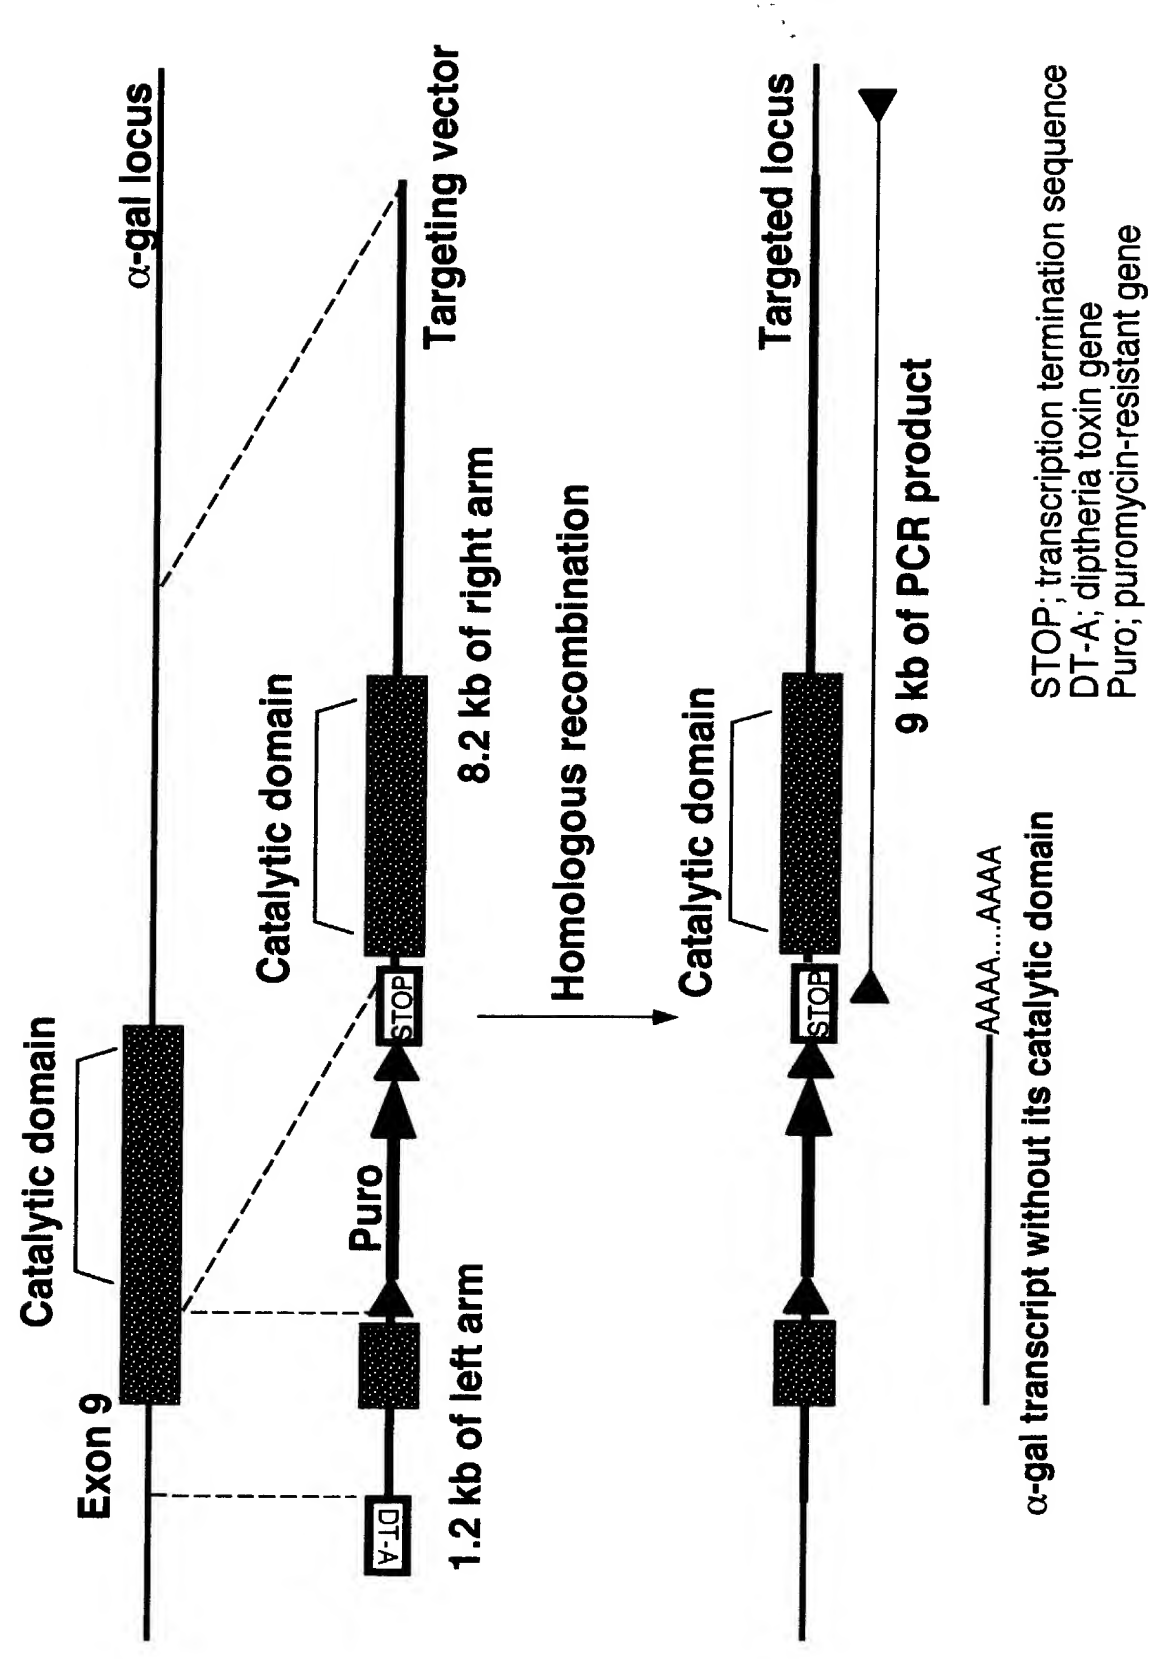 α-gal locus
Catalytic domain
Exon 9
Targeting vector
Catalytic domain
STOP
Puro
DT-A
1.2 kb of left arm
8.2 kb of right arm
Homologous recombination
Targeted locus
Catalytic domain
STOP
9 kb of PCR product
AAAA....AAAA
α-gal transcript without its catalytic domain
STOP; transcription termination sequence
DT-A; diptheria toxin gene
Puro; puromycin-resistant gene